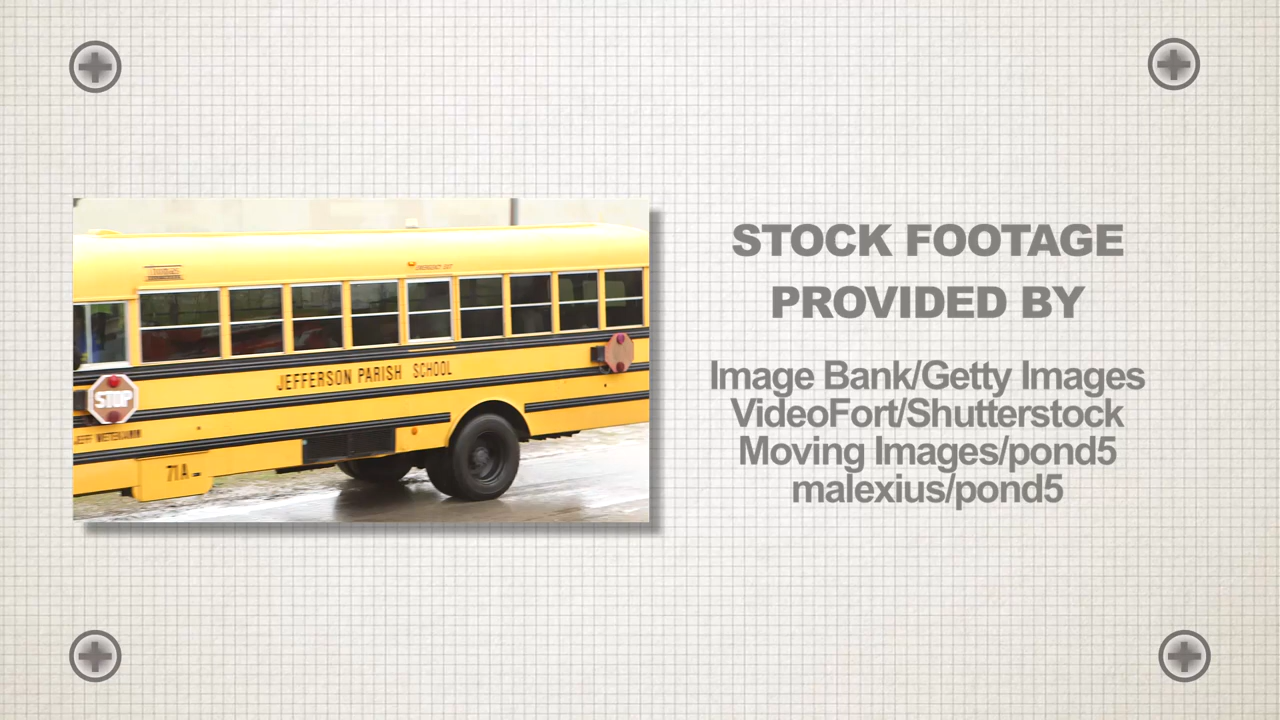 JEFFERSON PARISH SCHOOL
STOP
71A
STOCK FOOTAGE
PROVIDED BY
Image Bank/Getty Images
VideoFort/Shutterstock
Moving Images/pond5
malexius/pond5